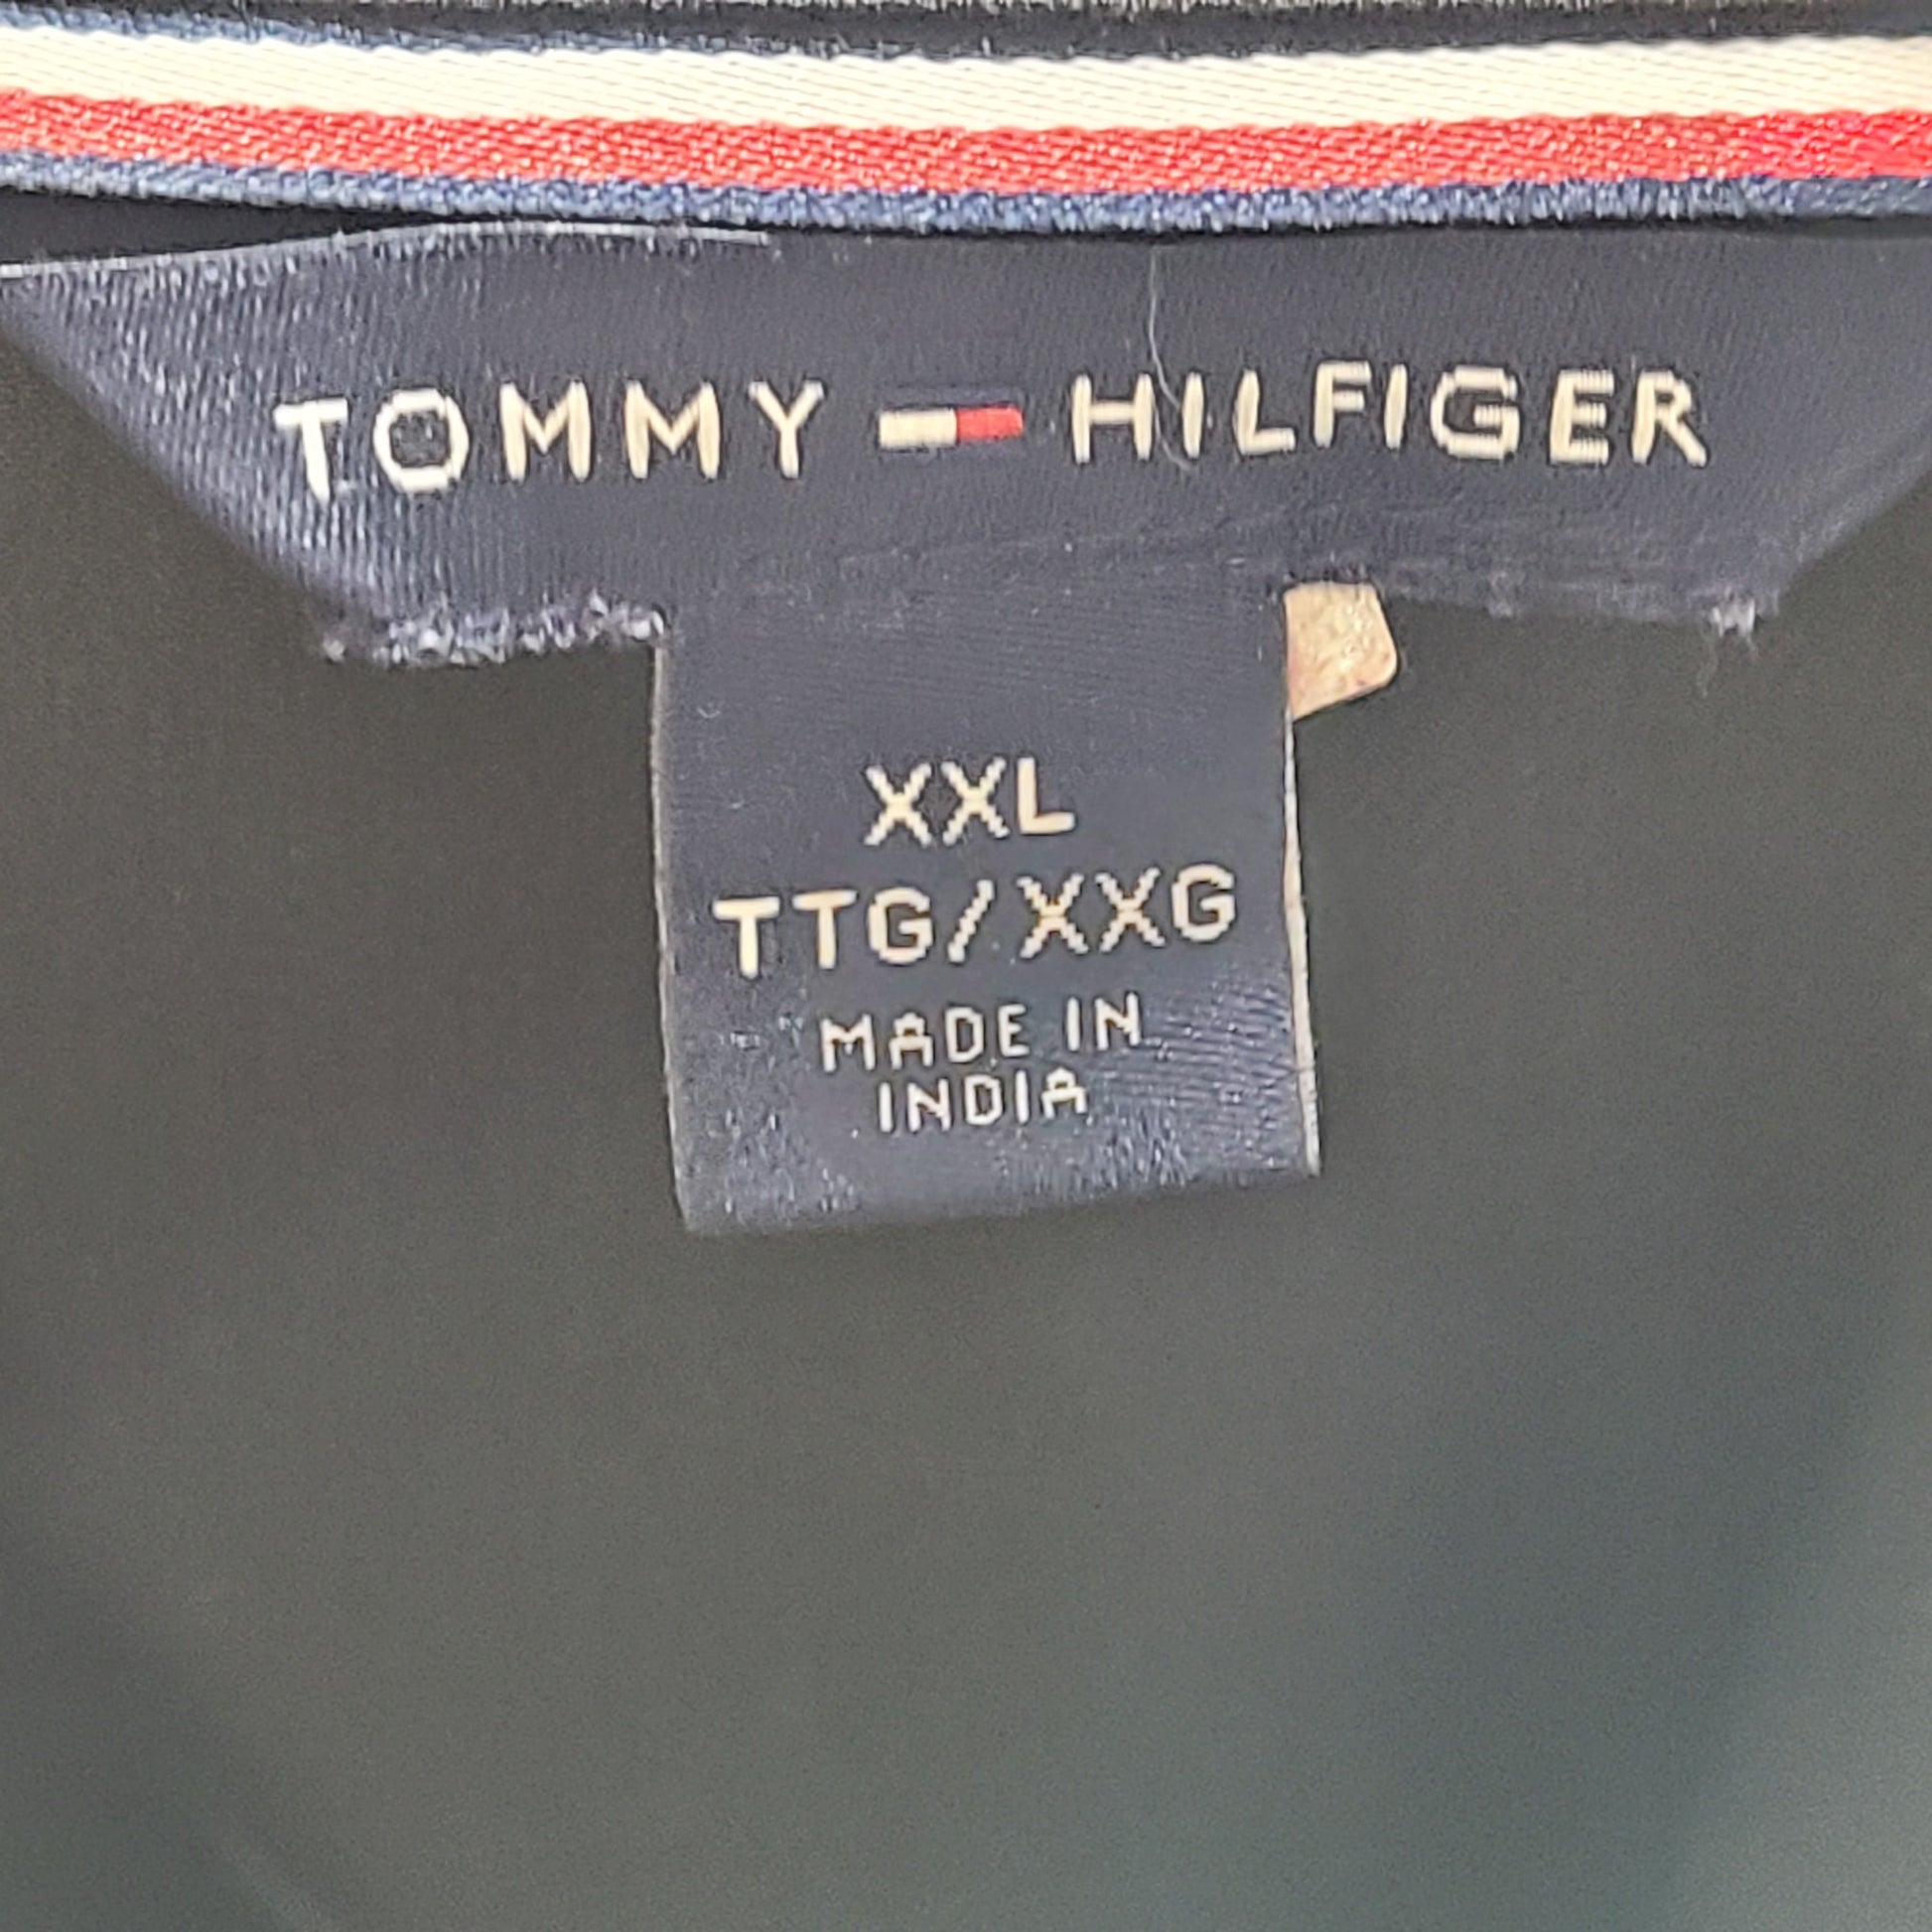 TOMMY HILFIGER
XXL
TTG/XXG
MADE IN
INDIA